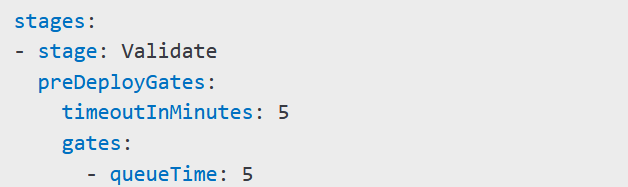 stages:
- stage: Validate
  preDeployGates:
    timeoutInMinutes: 5
    gates:
      - queueTime: 5